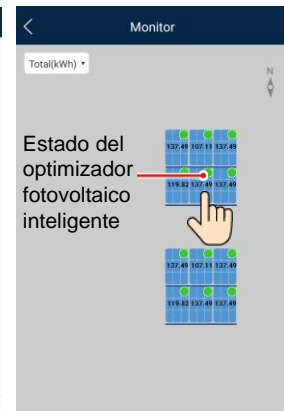 Monitor
Total(kWh)
N
Estado del
optimizador
fotovoltaico
inteligente
137.49 107.11 137.49
119.82 137.49 137.49
137.49 107.11 137.49
119.82 137.49 137.49